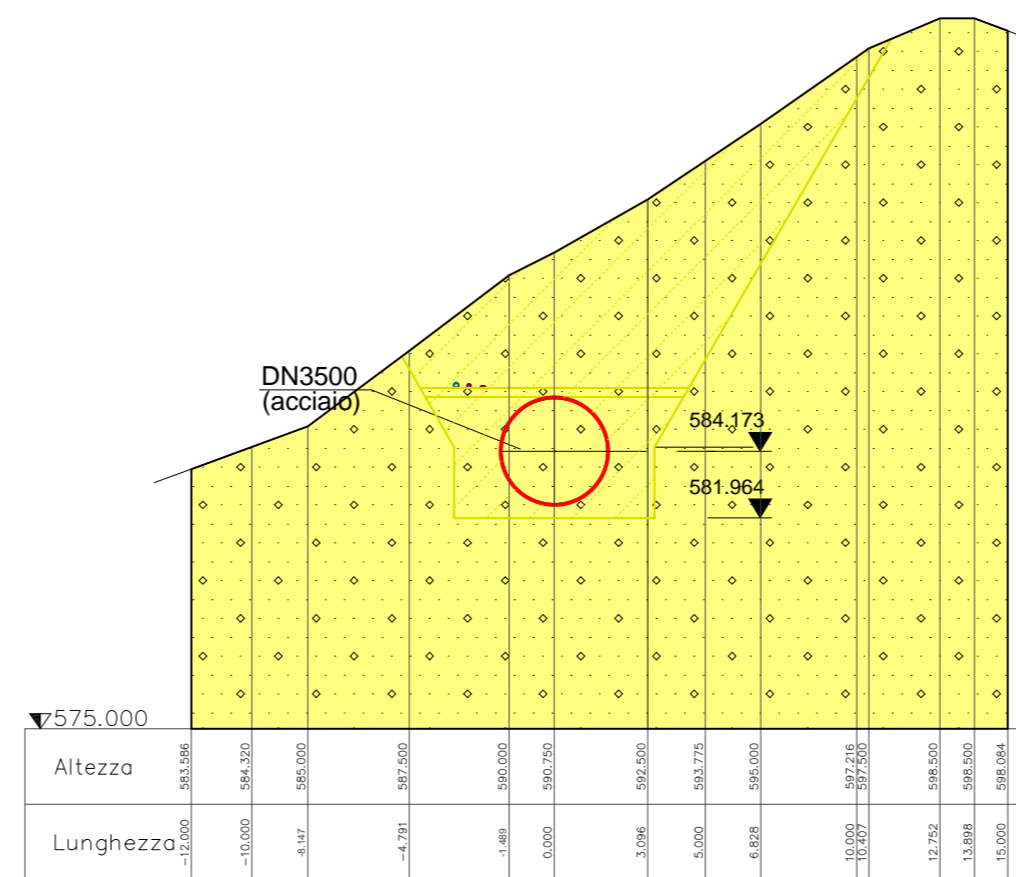 DN3500
(acciaio)
584.173
581.964
575.000
Altezza 583.586 584.320 585.000 587.500 590.000 590.750 592.500 593.775 595.000 597.216 597.500 598.500 598.500 598.084
Lunghezza -12.000 -10.000 -8.147 -4.791 -1.489 0.000 3.096 5.000 6.828 10.000 10.407 12.752 13.898 15.000